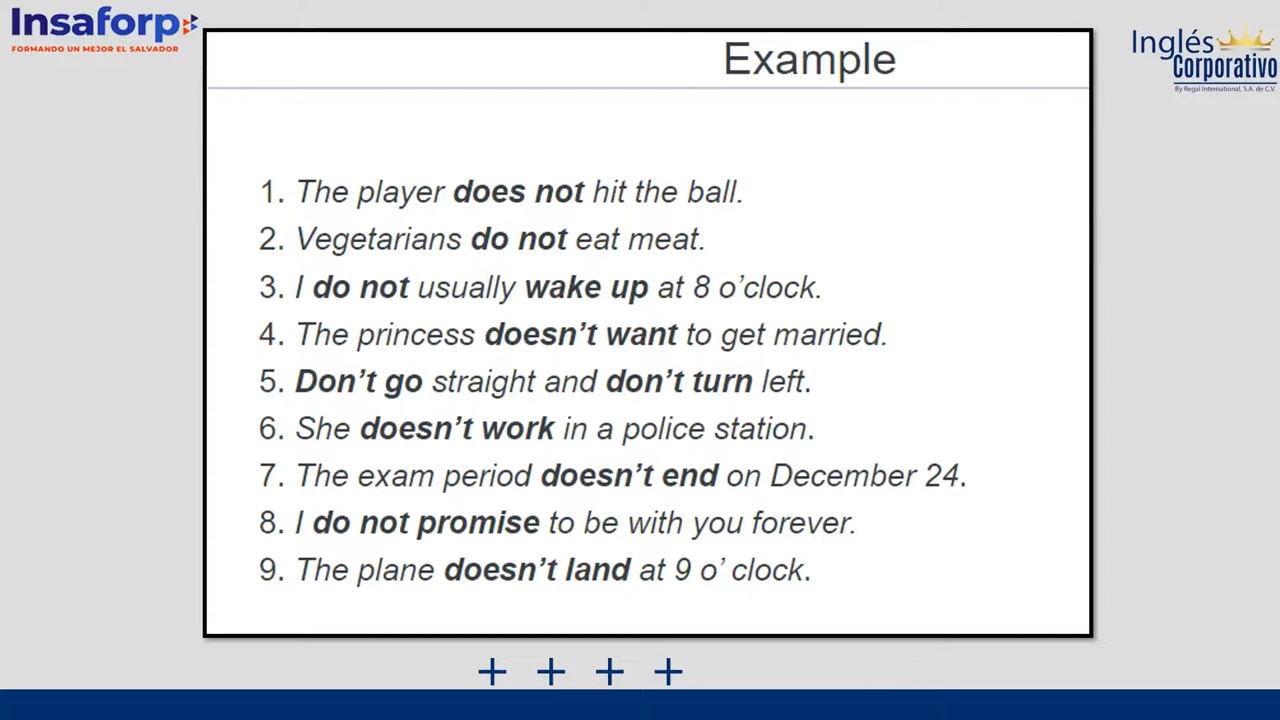 Insaforp
FORMANDO UN MEJOR EL SALVADOR
Inglés
Corporativo
By Regal International, S.A. de C.V.
Example
1. The player does not hit the ball.
2. Vegetarians do not eat meat.
3. I do not usually wake up at 8 o’clock.
4. The princess doesn’t want to get married.
5. Don’t go straight and don’t turn left.
6. She doesn’t work in a police station.
7. The exam period doesn’t end on December 24.
8. I do not promise to be with you forever.
9. The plane doesn’t land at 9 o’ clock.